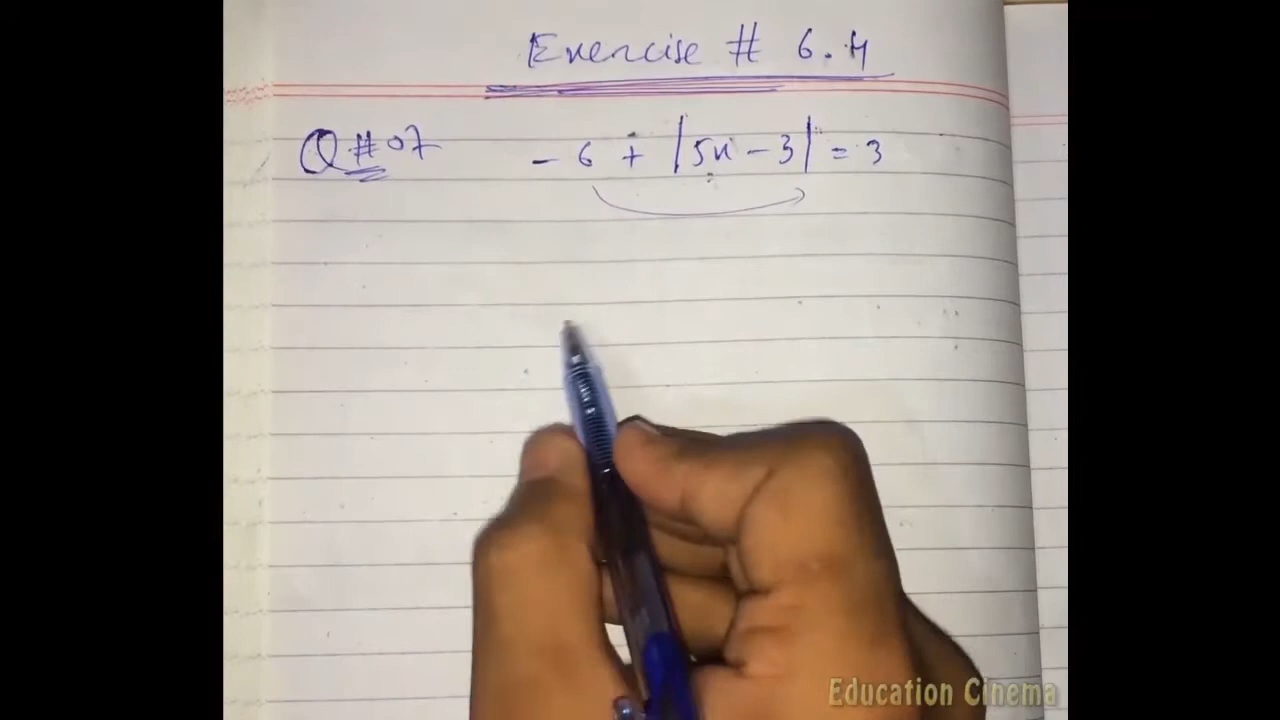 Exercise # 6.4
Q # 07 - 6 + |5x - 3| = 3
Education Cinema